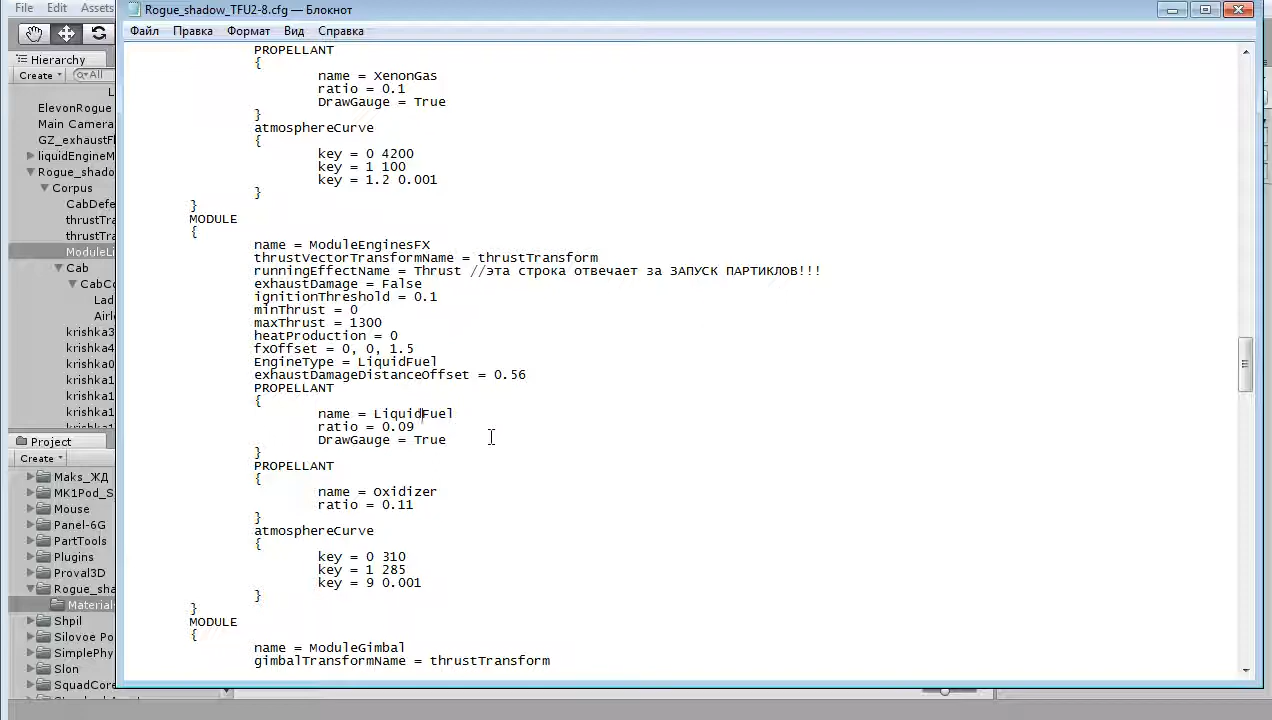 File Edit Assets
Rogue_shadow_TFU2-8.cfg — Блокнот
Файл Правка Формат Вид Справка
Hierarchy
Create All
L
ElevonRogue
Main Camera
GZ_exhaustFl
liquidEngineM
Rogue_shado
Corpus
CabDefe
thrustTra
thrustTra
ModuleLi
Cab
CabCo
Lad
Airle
krishka3
krishka4
krishka0
krishka1
krishka1
krishka1
Project
Create
Maks_ЖД
MK1Pod_S
Mouse
Panel-6G
PartTools
Plugins
Proval3D
Rogue_sha
Material
Shpil
Silovoe Po
SimplePhy
Slon
SquadCore
PROPELLANT
{
name = XenonGas
ratio = 0.1
DrawGauge = True
}
atmosphereCurve
{
key = 0 4200
key = 1 100
key = 1.2 0.001
}
}
MODULE
{
name = ModuleEnginesFX
thrustVectorTransformName = thrustTransform
runningEffectName = Thrust //эта строка отвечает за ЗАПУСК ПАРТИКЛОВ!!!
exhaustDamage = False
ignitionThreshold = 0.1
minThrust = 0
maxThrust = 1300
heatProduction = 0
fxOffset = 0, 0, 1.5
EngineType = LiquidFuel
exhaustDamageDistanceOffset = 0.56
PROPELLANT
{
name = LiquidFuel
ratio = 0.09
DrawGauge = True
}
PROPELLANT
{
name = Oxidizer
ratio = 0.11
}
atmosphereCurve
{
key = 0 310
key = 1 285
key = 9 0.001
}
}
MODULE
{
name = ModuleGimbal
gimbalTransformName = thrustTransform